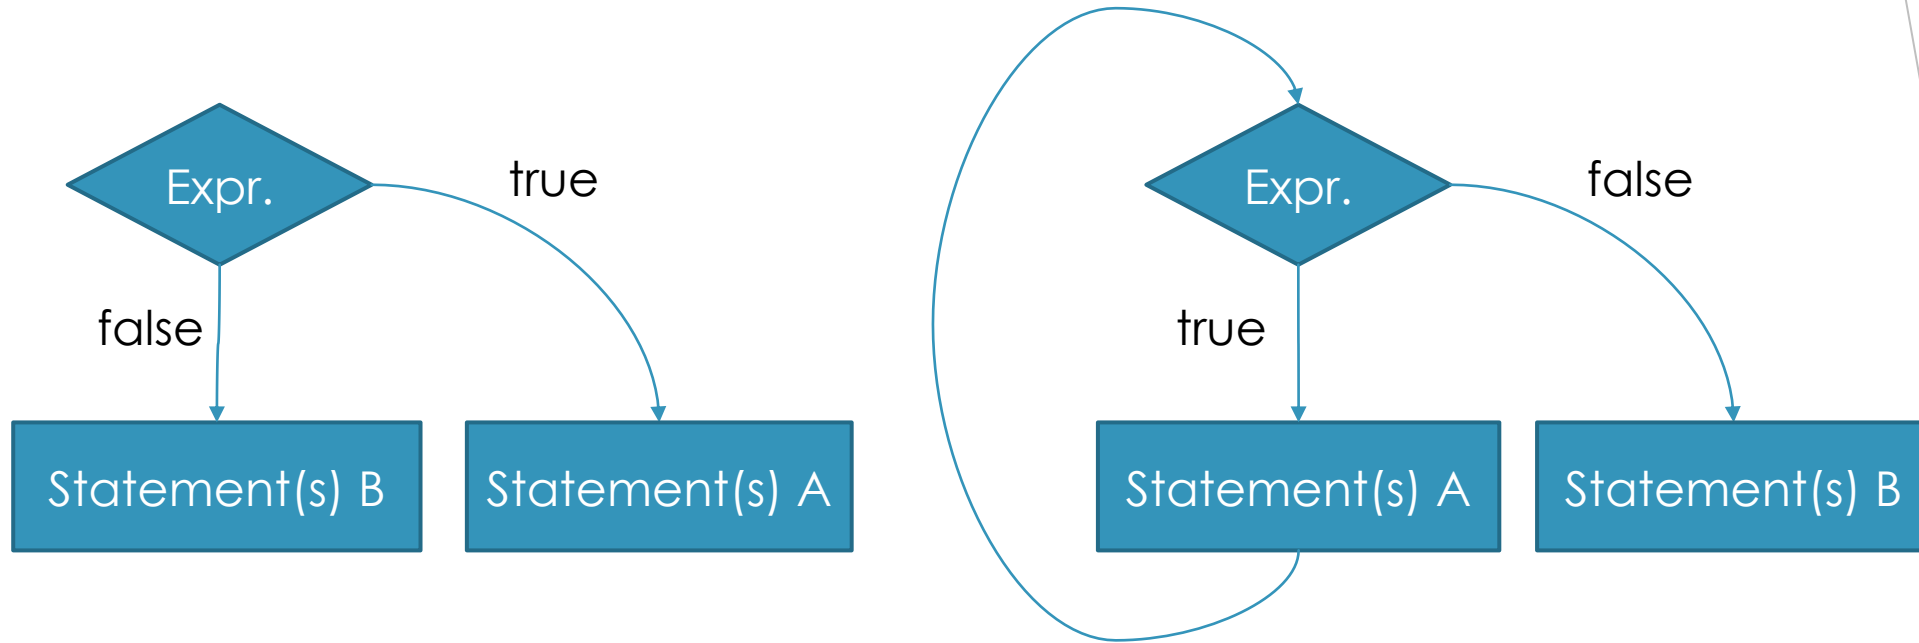 Expr.
true
false
Statement(s) B
Statement(s) A
Expr.
false
true
Statement(s) A
Statement(s) B